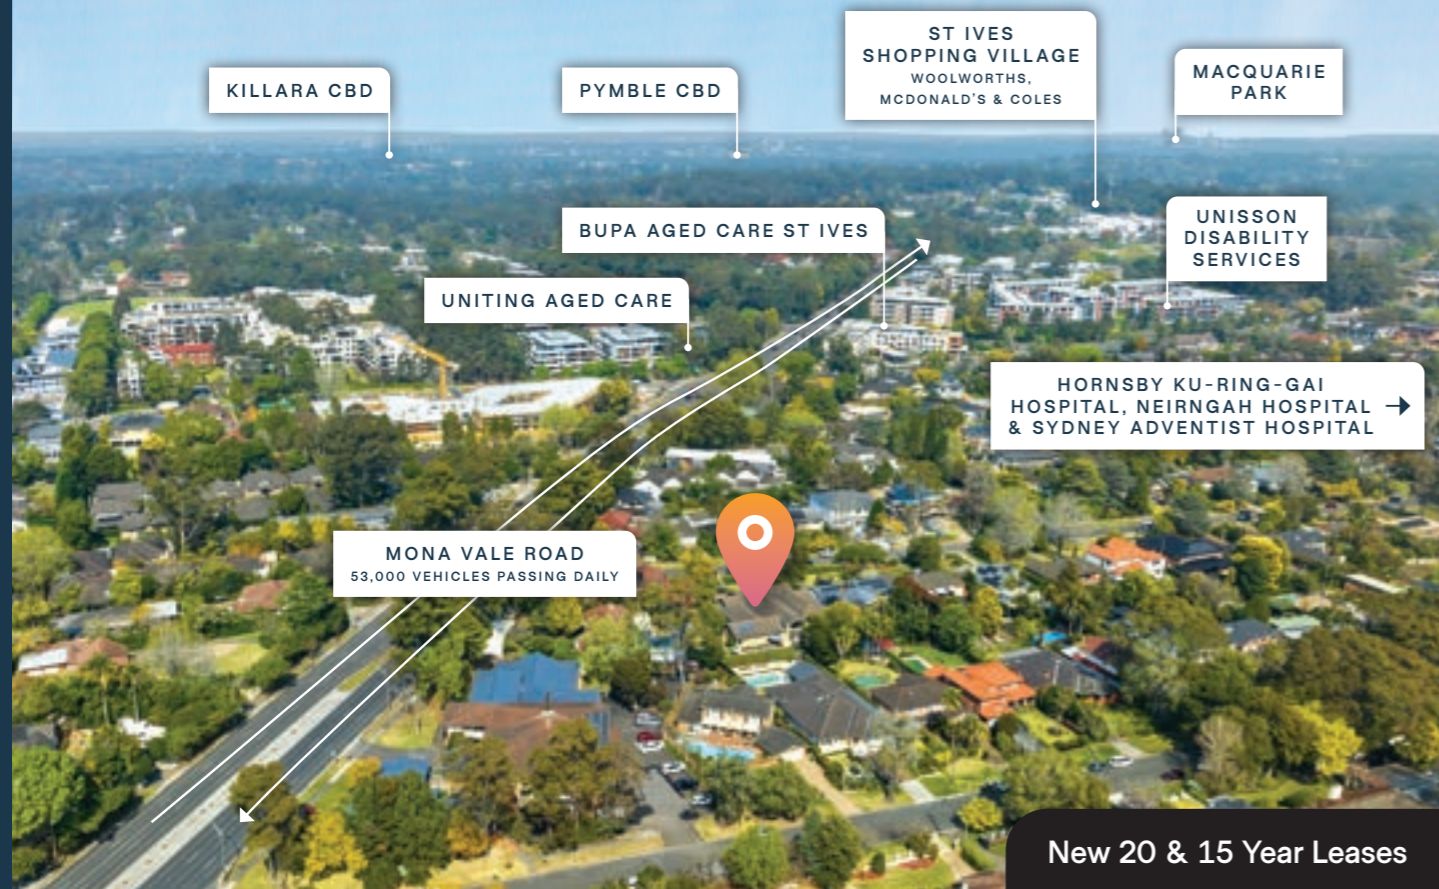 ST IVES
SHOPPING VILLAGE
WOOLWORTHS,
MCDONALD'S & COLES
KILLARA CBD
PYMBLE CBD
MACQUARIE
PARK
BUPA AGED CARE ST IVES
UNISSON
DISABILITY
SERVICES
UNITING AGED CARE
HORNSBY KU-RING-GAI
HOSPITAL, NEIRNGAH HOSPITAL
& SYDNEY ADVENTIST HOSPITAL
MONA VALE ROAD
53,000 VEHICLES PASSING DAILY
New 20 & 15 Year Leases